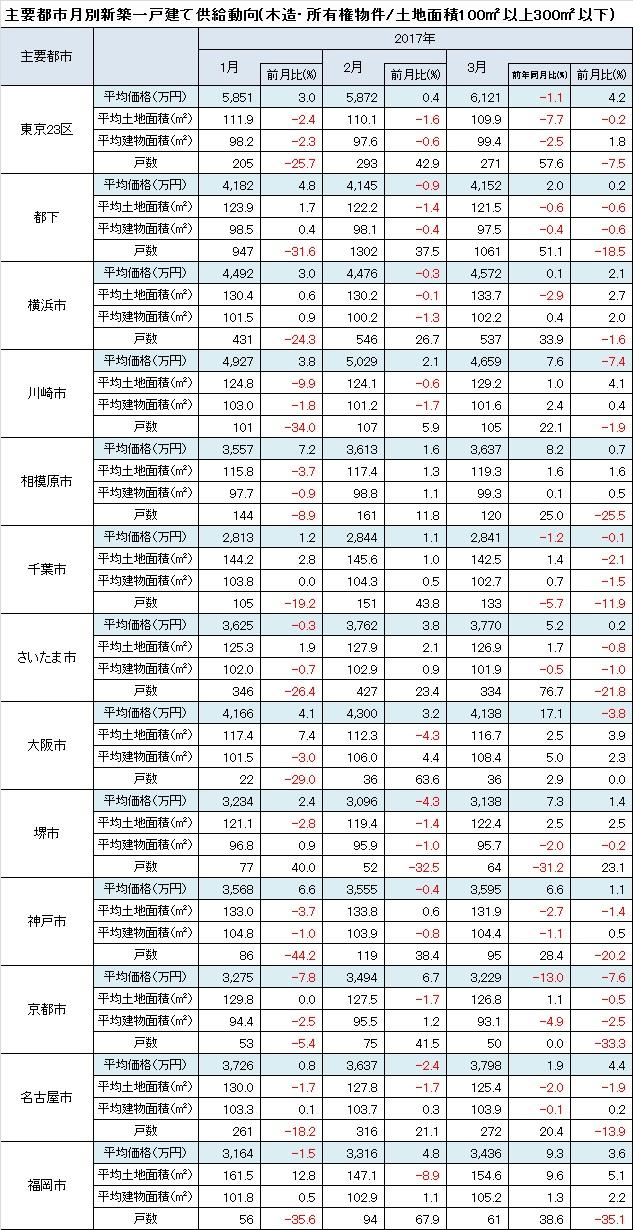 主要都市月別新築一戸建て供給動向(木造・所有権物件/土地面積100㎡以上300㎡以下)
主要都市 2017年
1月 前月比(%) 2月 前月比(%) 3月 前年同月比(%) 前月比(%)
東京23区
平均価格(万円) 5,851 3.0 5,872 0.4 6,121 -1.1 4.2
平均土地面積(㎡) 111.9 -2.4 110.1 -1.6 109.9 -7.7 -0.2
平均建物面積(㎡) 98.2 -2.3 97.6 -0.6 99.4 -2.5 1.8
戸数 205 -25.7 293 42.9 271 57.6 -7.5
都下
平均価格(万円) 4,182 4.8 4,145 -0.9 4,152 2.0 0.2
平均土地面積(㎡) 123.9 1.7 122.2 -1.4 121.5 -0.6 -0.6
平均建物面積(㎡) 98.5 0.4 98.1 -0.4 97.5 -0.4 -0.6
戸数 947 -31.6 1302 37.5 1061 51.1 -18.5
横浜市
平均価格(万円) 4,492 3.0 4,476 -0.3 4,572 0.1 2.1
平均土地面積(㎡) 130.4 0.6 130.2 -0.1 133.7 -2.9 2.7
平均建物面積(㎡) 101.5 0.9 100.2 -1.3 102.2 0.4 2.0
戸数 431 -24.3 546 26.7 537 33.9 -1.6
川崎市
平均価格(万円) 4,927 3.8 5,029 2.1 4,659 7.6 -7.4
平均土地面積(㎡) 124.8 -9.9 124.1 -0.6 129.2 1.0 4.1
平均建物面積(㎡) 103.0 -1.8 101.2 -1.7 101.6 2.4 0.4
戸数 101 -34.0 107 5.9 105 22.1 -1.9
相模原市
平均価格(万円) 3,557 7.2 3,613 1.6 3,637 8.2 0.7
平均土地面積(㎡) 115.8 -3.7 117.4 1.3 119.3 1.6 1.6
平均建物面積(㎡) 97.7 -0.9 98.8 1.1 99.3 0.1 0.5
戸数 144 -8.9 161 11.8 120 25.0 -25.5
千葉市
平均価格(万円) 2,813 1.2 2,844 1.1 2,841 -1.2 -0.1
平均土地面積(㎡) 144.2 2.8 145.6 1.0 142.5 1.4 -2.1
平均建物面積(㎡) 103.8 0.0 104.3 0.5 102.7 0.7 -1.5
戸数 105 -19.2 151 43.8 133 -5.7 -11.9
さいたま市
平均価格(万円) 3,625 -0.3 3,762 3.8 3,770 5.2 0.2
平均土地面積(㎡) 125.3 1.9 127.9 2.1 126.9 1.7 -0.8
平均建物面積(㎡) 102.0 -0.7 102.9 0.9 101.9 -0.5 -1.0
戸数 346 -26.4 427 23.4 334 76.7 -21.8
大阪市
平均価格(万円) 4,166 4.1 4,300 3.2 4,138 17.1 -3.8
平均土地面積(㎡) 117.4 7.4 112.3 -4.3 116.7 2.5 3.9
平均建物面積(㎡) 101.5 -3.0 106.0 4.4 108.4 5.0 2.3
戸数 22 -29.0 36 63.6 36 2.9 0.0
堺市
平均価格(万円) 3,234 2.4 3,096 -4.3 3,138 7.3 1.4
平均土地面積(㎡) 121.1 -2.8 119.4 -1.4 122.4 2.5 2.5
平均建物面積(㎡) 96.8 0.9 95.9 -1.0 95.7 -2.0 -0.2
戸数 77 40.0 52 -32.5 64 -31.2 23.1
神戸市
平均価格(万円) 3,568 6.6 3,555 -0.4 3,595 6.6 1.1
平均土地面積(㎡) 133.0 -3.7 133.8 0.6 131.9 -2.7 -1.4
平均建物面積(㎡) 104.8 -1.0 103.9 -0.8 104.4 -1.1 0.5
戸数 86 -44.2 119 38.4 95 28.4 -20.2
京都市
平均価格(万円) 3,275 -7.8 3,494 6.7 3,229 -13.0 -7.6
平均土地面積(㎡) 129.8 0.0 127.5 -1.7 126.8 1.1 -0.5
平均建物面積(㎡) 94.4 -2.5 95.5 1.2 93.1 -4.9 -2.5
戸数 53 -5.4 75 41.5 50 0.0 -33.3
名古屋市
平均価格(万円) 3,726 0.8 3,637 -2.4 3,798 1.9 4.4
平均土地面積(㎡) 130.0 -1.7 127.8 -1.7 125.4 -2.0 -1.9
平均建物面積(㎡) 103.3 0.1 103.7 0.3 103.9 -0.1 0.2
戸数 261 -18.2 316 21.1 272 20.4 -13.9
福岡市
平均価格(万円) 3,164 -1.5 3,316 4.8 3,436 9.3 3.6
平均土地面積(㎡) 161.5 12.8 147.1 -8.9 154.6 9.6 5.1
平均建物面積(㎡) 101.8 0.5 102.9 1.1 105.2 1.3 2.2
戸数 56 -35.6 94 67.9 61 38.6 -35.1